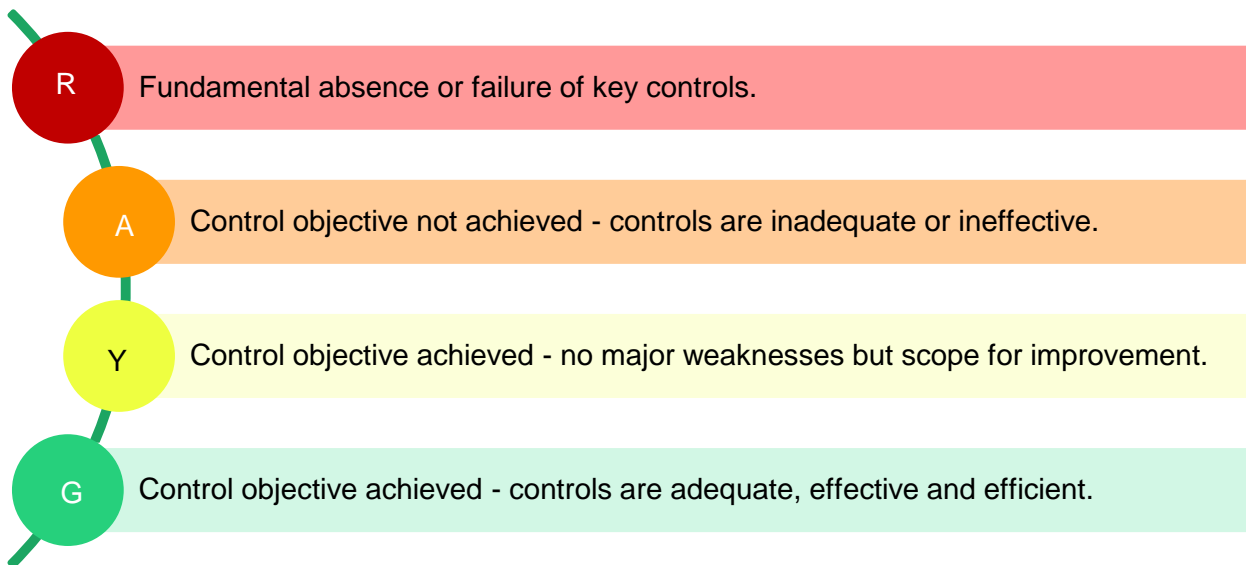 R
Fundamental absence or failure of key controls.
A
Control objective not achieved - controls are inadequate or ineffective.
Y
Control objective achieved - no major weaknesses but scope for improvement.
G
Control objective achieved - controls are adequate, effective and efficient.